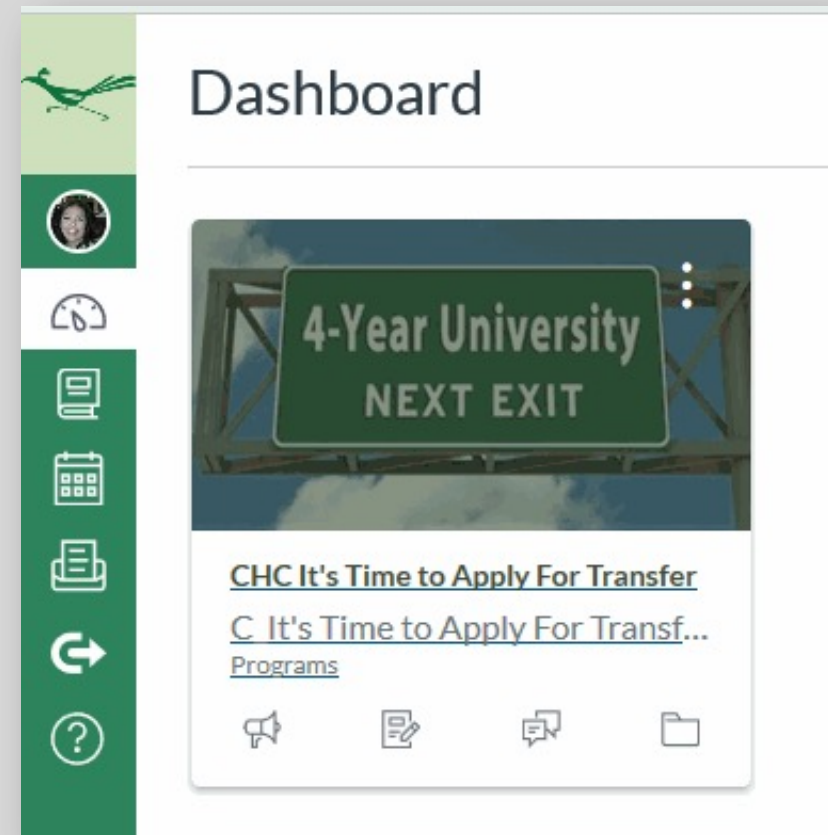 Dashboard
4-Year University
NEXT EXIT
CHC It's Time to Apply For Transfer
C_It's Time to Apply For Transf...
Programs
?